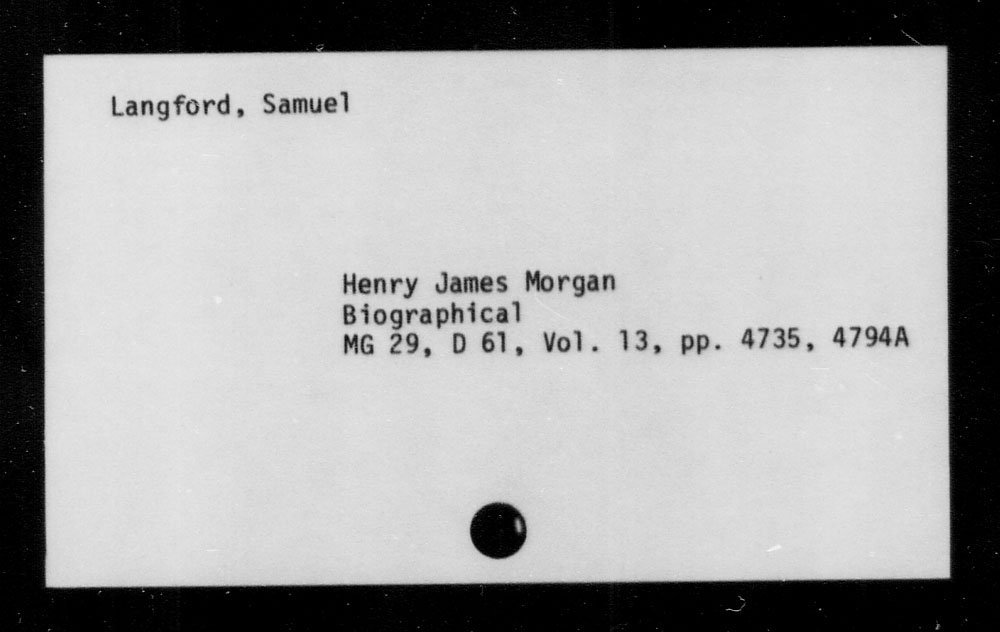 Langford, Samuel
Henry James Morgan
Biographical
MG 29, D 61, Vol. 13, pp. 4735, 4794A